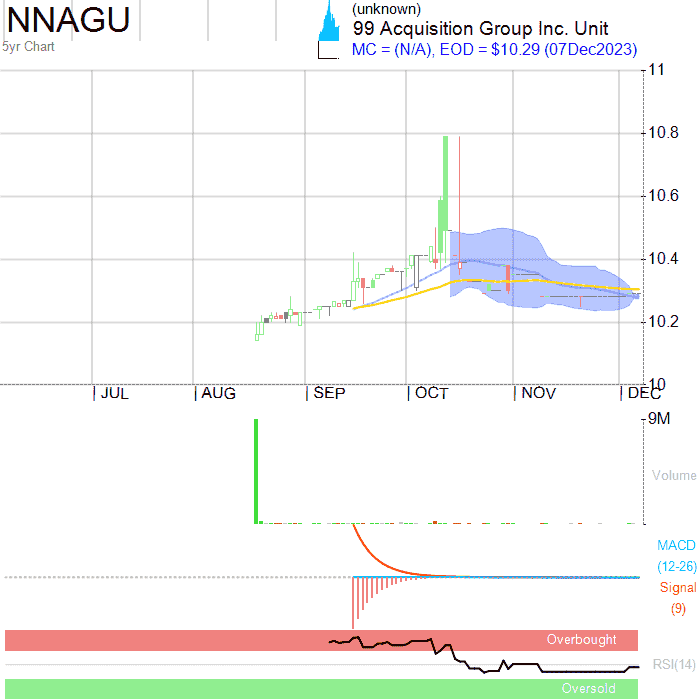 NNAGU
(unknown)
99 Acquisition Group Inc. Unit
5yr Chart
MC = (N/A), EOD = $10.29 (07Dec2023)
11
10.8
10.6
10.4
10.2
10
JUL AUG SEP OCT NOV DEC
9M
Volume
MACD
(12-26)
Signal
(9)
Overbought
RSI(14)
Oversold